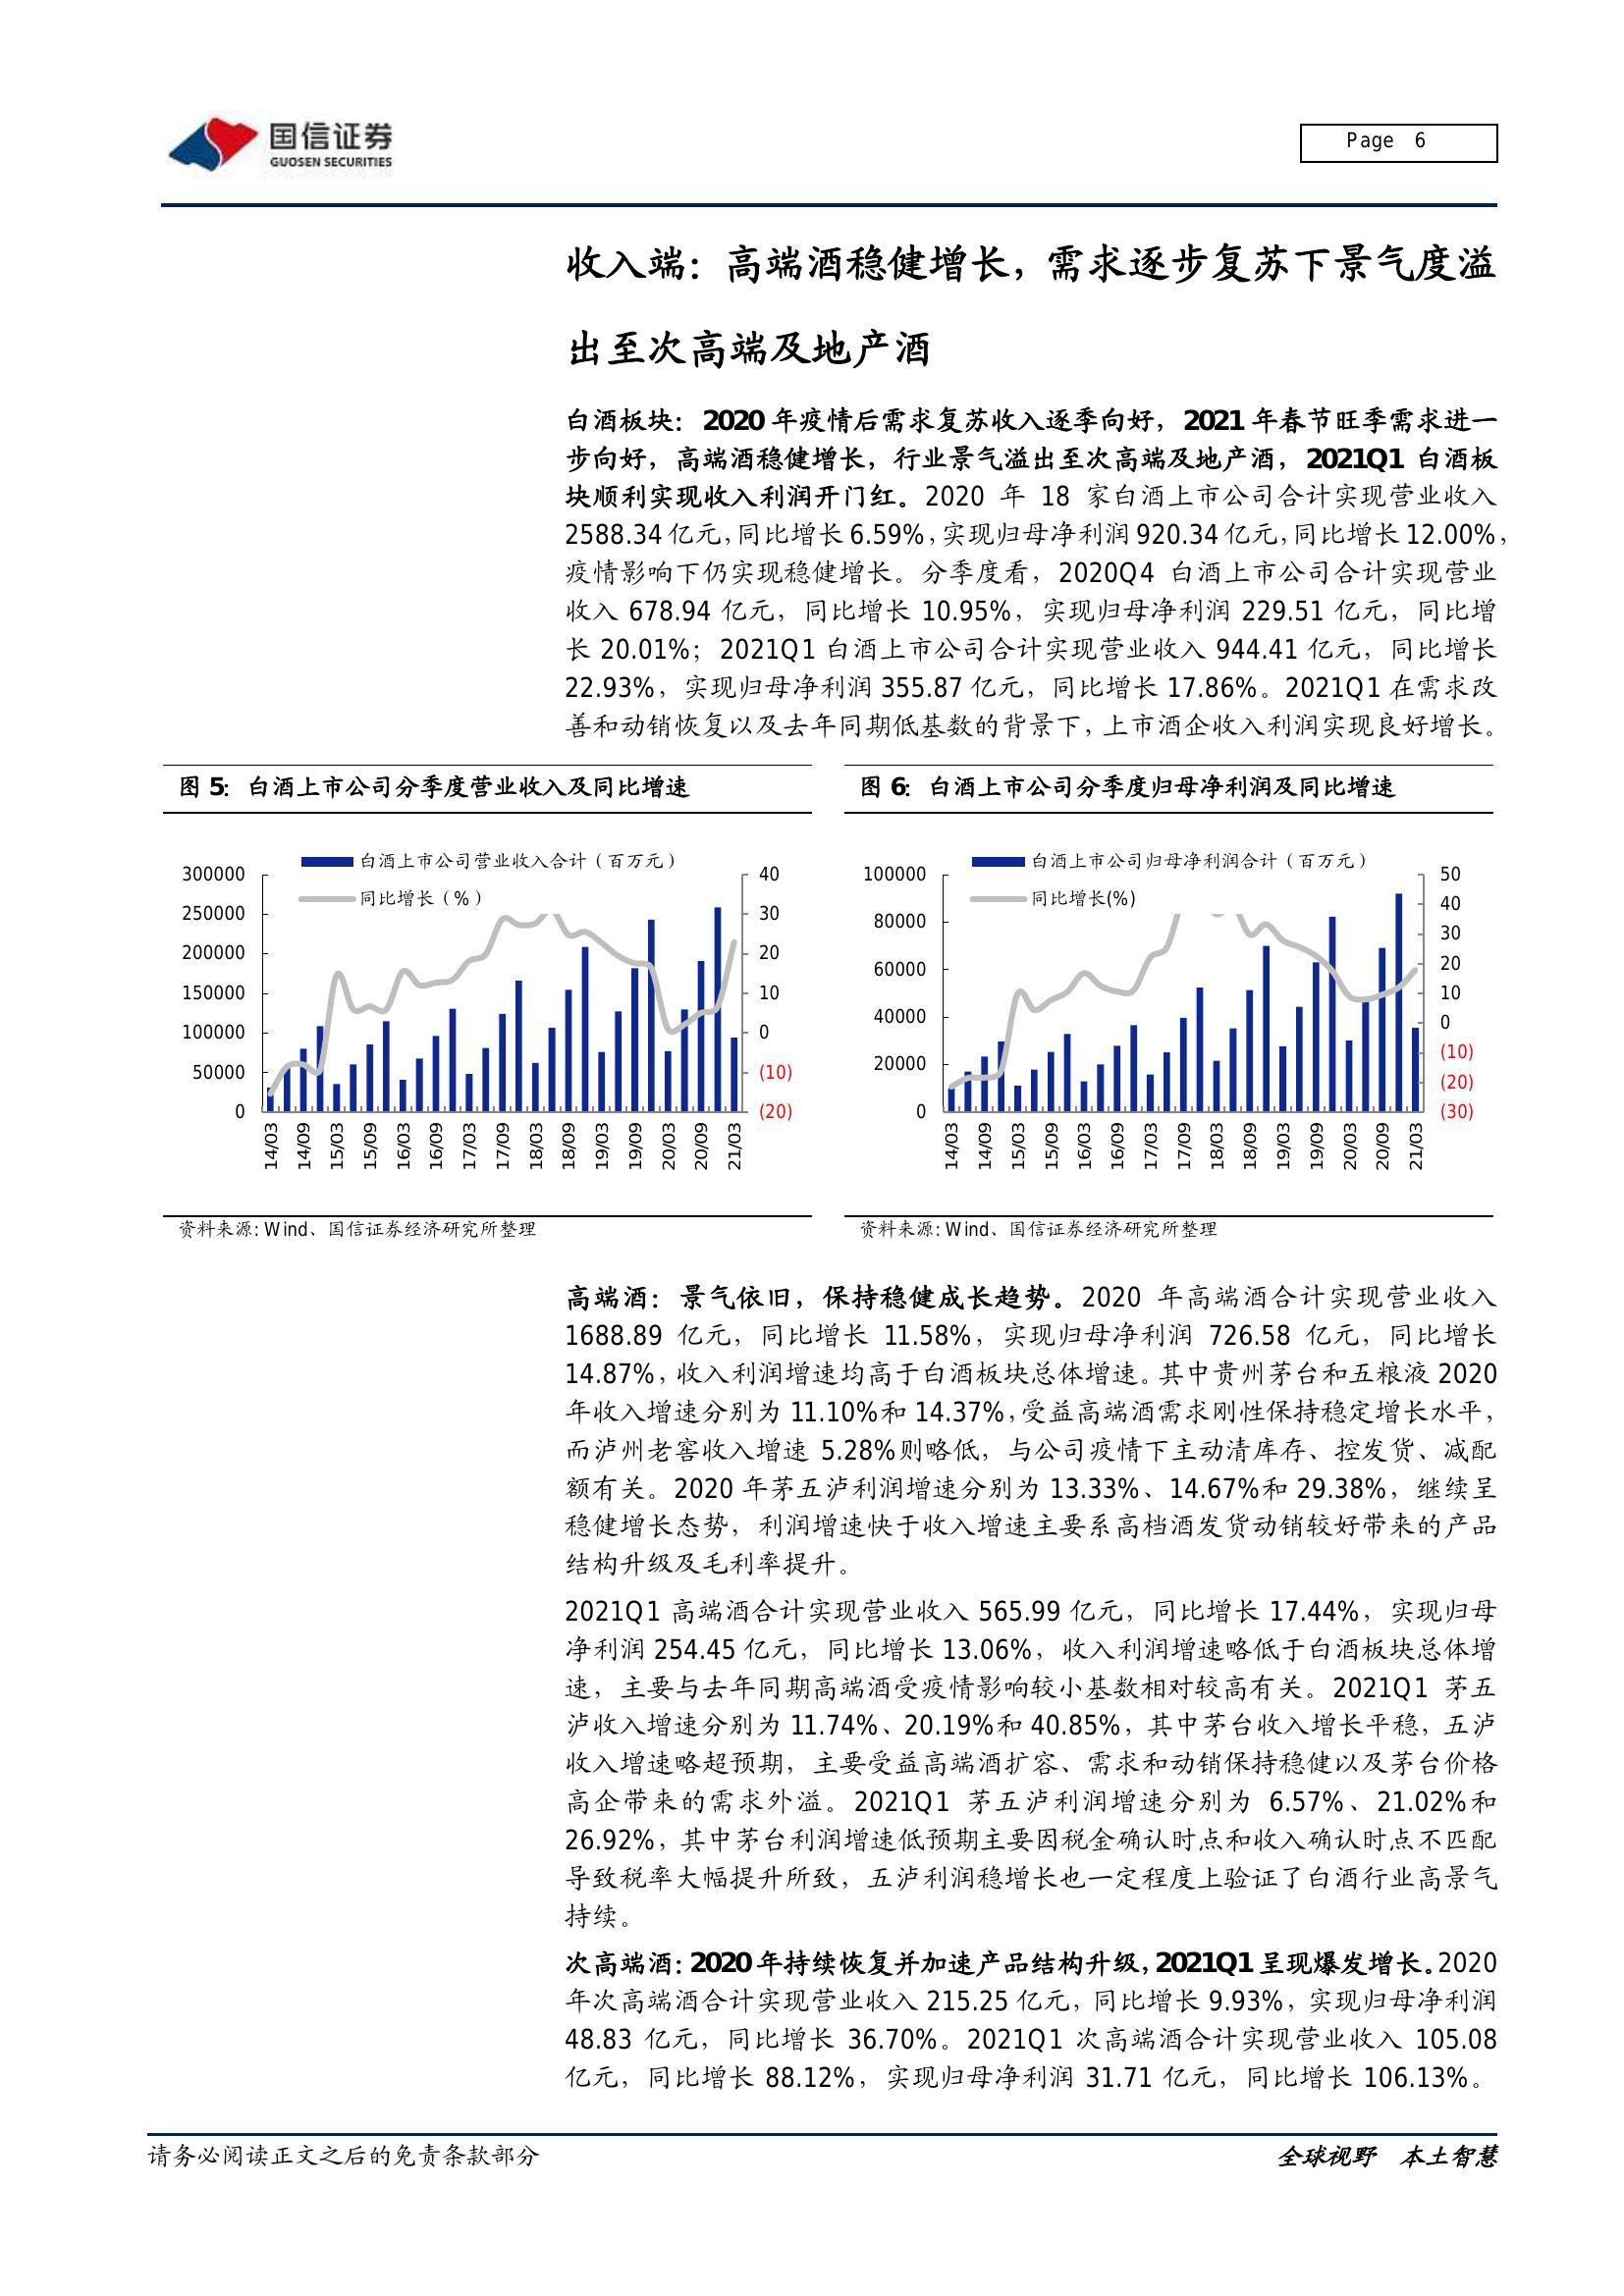 国信证券
GUOSEN SECURITIES
Page 6
收入端：高端酒稳健增长，需求逐步复苏下景气度溢
出至次高端及地产酒
白酒板块：2020 年疫情后需求复苏收入逐季向好，2021 年春节旺季需求进一
步向好，高端酒稳健增长，行业景气溢出至次高端及地产酒，2021Q1 白酒板
块顺利实现收入利润开门红。2020 年 18 家白酒上市公司合计实现营业收入
2588.34 亿元，同比增长 6.59%，实现归母净利润 920.34 亿元，同比增长 12.00%，
疫情影响下仍实现稳健增长。分季度看，2020Q4 白酒上市公司合计实现营业
收入 678.94 亿元，同比增长 10.95%，实现归母净利润 229.51 亿元，同比增
长 20.01%；2021Q1 白酒上市公司合计实现营业收入 944.41 亿元，同比增长
22.93%，实现归母净利润 355.87 亿元，同比增长 17.86%。2021Q1 在需求改
善和动销恢复以及去年同期低基数的背景下，上市酒企收入利润实现良好增长。
图 5：白酒上市公司分季度营业收入及同比增速
白酒上市公司营业收入合计（百万元）
同比增长（%）
300000
250000
200000
150000
100000
50000
0
40
30
20
10
0
(10)
(20)
14/03 14/09 15/03 15/09 16/03 16/09 17/03 17/09 18/03 18/09 19/03 19/09 20/03 20/09 21/03
资料来源：Wind、国信证券经济研究所整理
图 6：白酒上市公司分季度归母净利润及同比增速
白酒上市公司归母净利润合计（百万元）
同比增长(%)
100000
80000
60000
40000
20000
0
50
40
30
20
10
0
(10)
(20)
(30)
14/03 14/09 15/03 15/09 16/03 16/09 17/03 17/09 18/03 18/09 19/03 19/09 20/03 20/09 21/03
资料来源：Wind、国信证券经济研究所整理
高端酒：景气依旧，保持稳健成长趋势。2020 年高端酒合计实现营业收入
1688.89 亿元，同比增长 11.58%，实现归母净利润 726.58 亿元，同比增长
14.87%，收入利润增速均高于白酒板块总体增速。其中贵州茅台和五粮液 2020
年收入增速分别为 11.10%和 14.37%，受益高端酒需求刚性保持稳定增长水平，
而泸州老窖收入增速 5.28%则略低，与公司疫情下主动清库存、控发货、减配
额有关。2020 年茅五泸利润增速分别为 13.33%、14.67%和 29.38%，继续呈
稳健增长态势，利润增速快于收入增速主要系高档酒发货动销较好带来的产品
结构升级及毛利率提升。
2021Q1 高端酒合计实现营业收入 565.99 亿元，同比增长 17.44%，实现归母
净利润 254.45 亿元，同比增长 13.06%，收入利润增速略低于白酒板块总体增
速，主要与去年同期高端酒受疫情影响较小基数相对较高有关。2021Q1 茅五
泸收入增速分别为 11.74%、20.19%和 40.85%，其中茅台收入增长平稳，五泸
收入增速略超预期，主要受益高端酒扩容、需求和动销保持稳健以及茅台价格
高企带来的需求外溢。2021Q1 茅五泸利润增速分别为 6.57%、21.02%和
26.92%，其中茅台利润增速低预期主要因税金确认时点和收入确认时点不匹配
导致税率大幅提升所致，五泸利润稳增长也一定程度上验证了白酒行业高景气
持续。
次高端酒：2020 年持续恢复并加速产品结构升级，2021Q1 呈现爆发增长。2020
年次高端酒合计实现营业收入 215.25 亿元，同比增长 9.93%，实现归母净利润
48.83 亿元，同比增长 36.70%。2021Q1 次高端酒合计实现营业收入 105.08
亿元，同比增长 88.12%，实现归母净利润 31.71 亿元，同比增长 106.13%。
请务必阅读正文之后的免责条款部分
全球视野 本土智慧